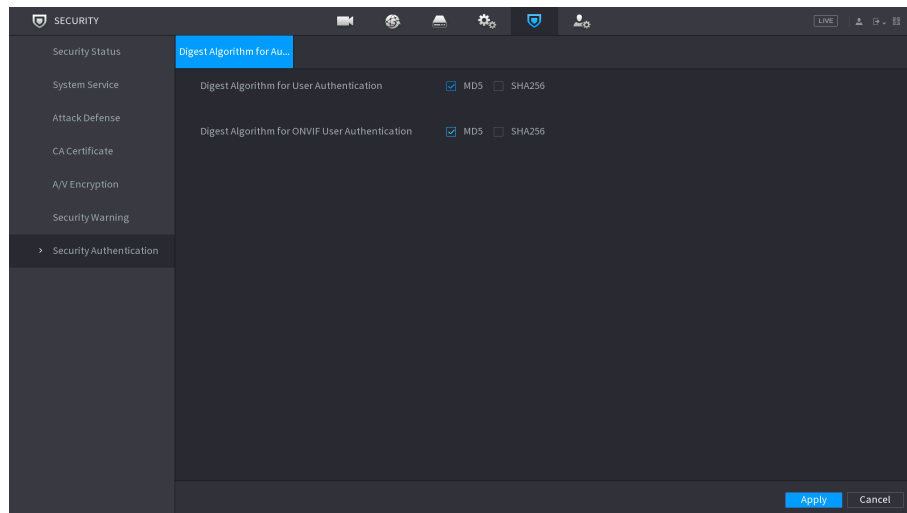 SECURITY
LIVE
Security Status
System Service
Attack Defense
CA Certificate
A/V Encryption
Security Warning
Security Authentication
Digest Algorithm for Au...
Digest Algorithm for User Authentication MD5 SHA256
Digest Algorithm for ONVIF User Authentication MD5 SHA256
Apply Cancel